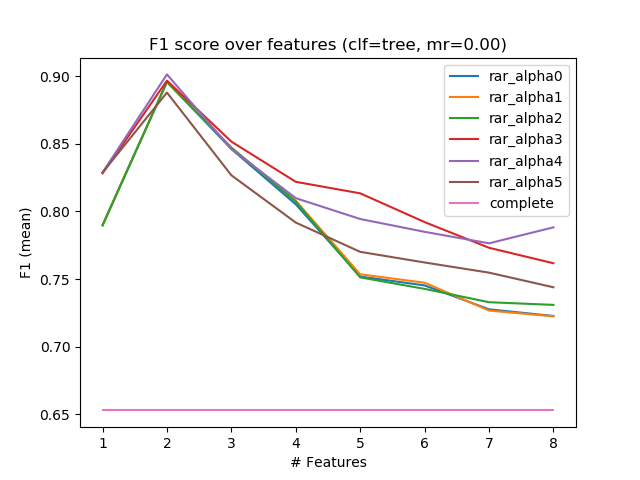 F1 score over features (clf=tree, mr=0.00)
F1 (mean)
0.90
0.85
0.80
0.75
0.70
0.65
rar_alpha0
rar_alpha1
rar_alpha2
rar_alpha3
rar_alpha4
rar_alpha5
complete
1 2 3 4 5 6 7 8
# Features